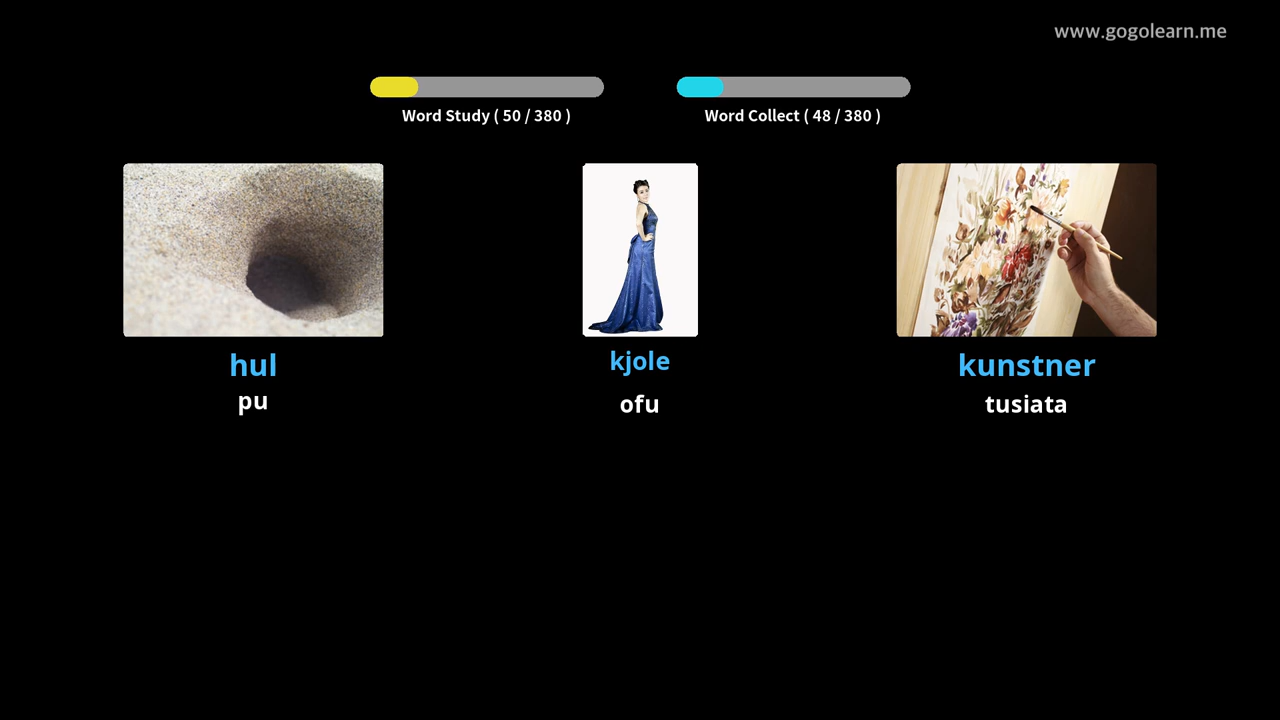 www.gogolearn.me
Word Study ( 50 / 380 )
Word Collect ( 48 / 380 )
hul
pu
kjole
ofu
kunstner
tusiata